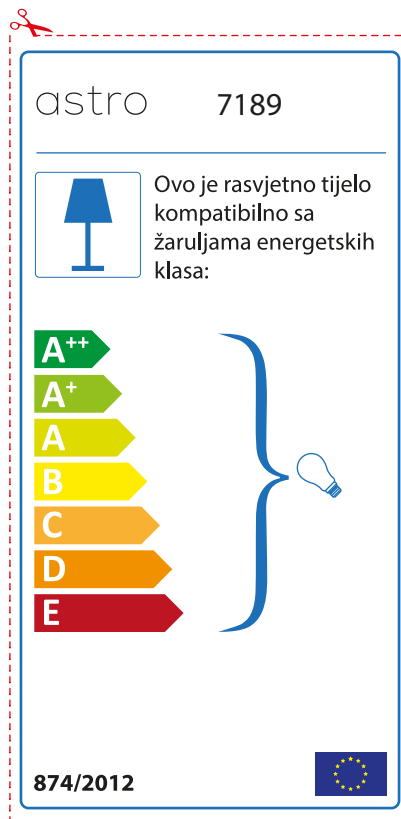 astro 7189
Ovo je rasvjetno tijelo
kompatibilno sa
žaruljama energetskih
klasa:
A++
A+
A
B
C
D
E
874/2012